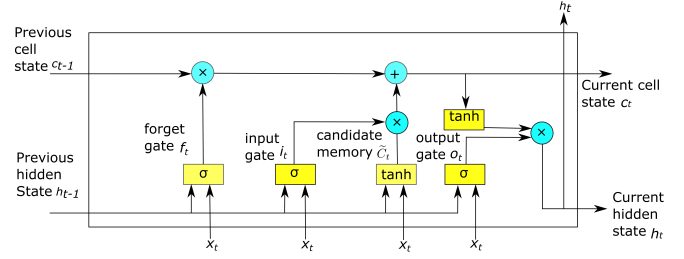 h_t
Previous
cell
state c_{t-1}
×
+
Current cell
state c_t
tanh
forget
gate f_t
input
gate i_t
candidate
memory C̃_t
×
output
gate o_t
×
Previous
hidden
State h_{t-1}
σ
σ
tanh
σ
Current
hidden
state h_t
x_t
x_t
x_t
x_t